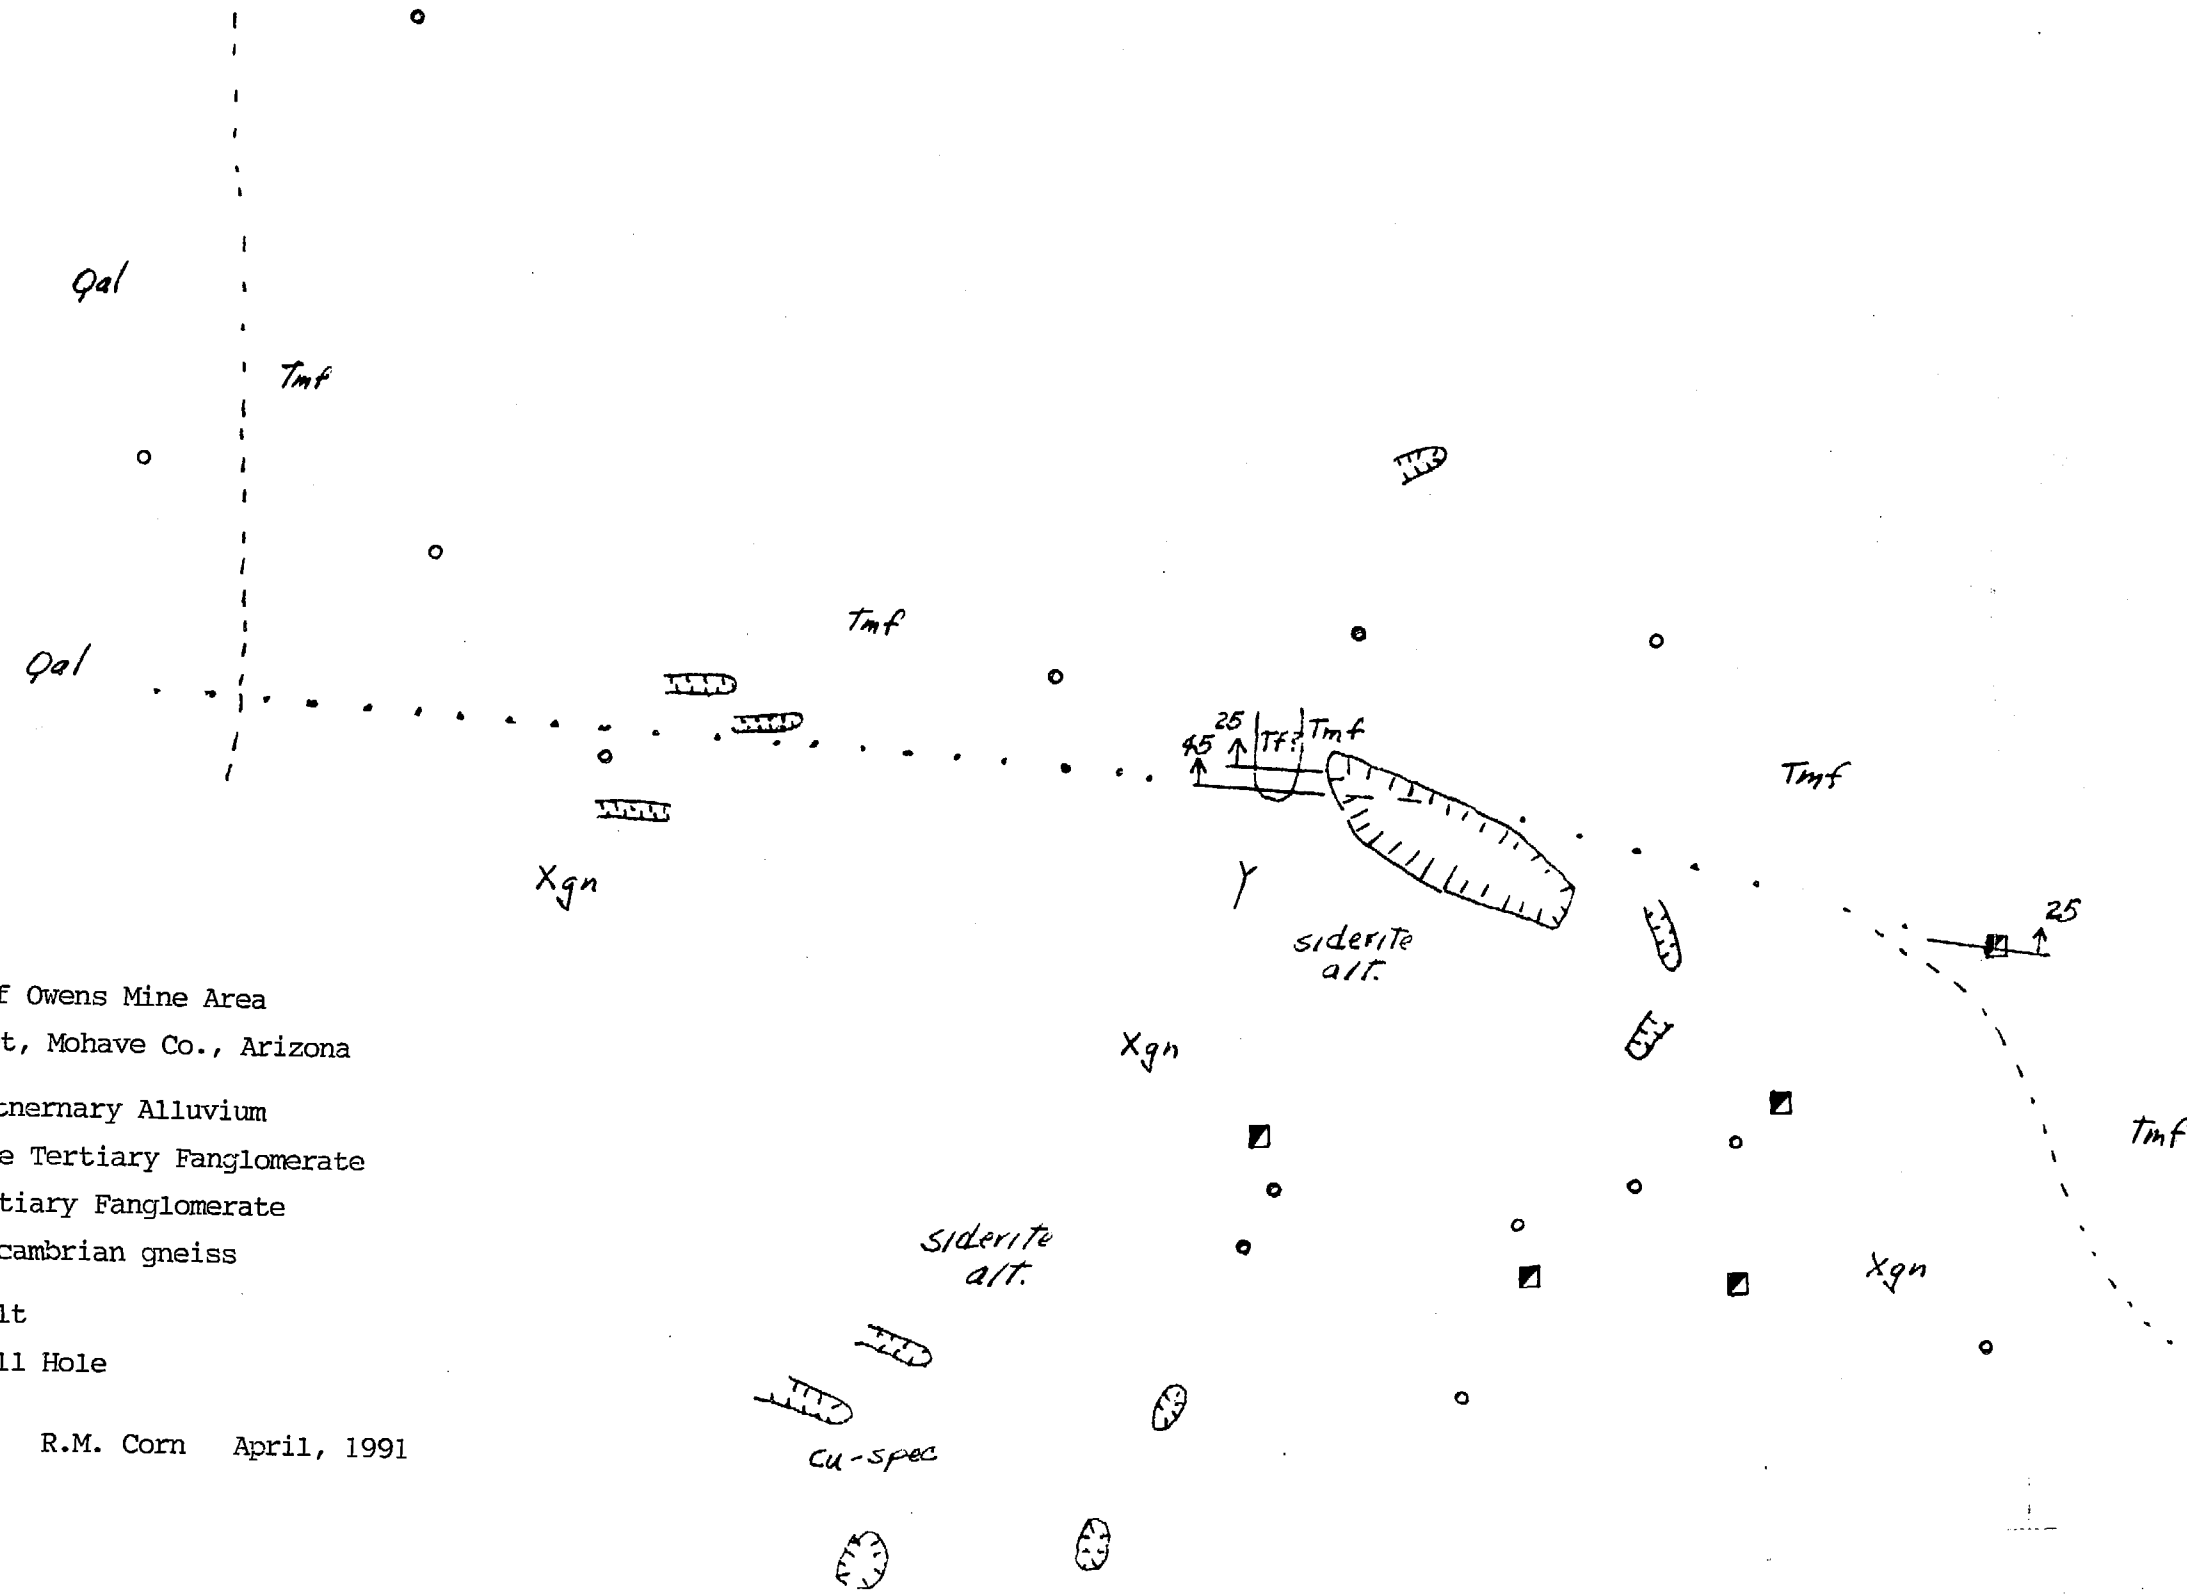 Qal
Tmf
Tmf
Qal
25
45
Tf?
Tmf
Tmf
Xgn
Y
siderite
alt.
25
f Owens Mine Area
t, Mohave Co., Arizona
Xgn
tnernary Alluvium
Tmf
e Tertiary Fanglomerate
tiary Fanglomerate
siderite
alt.
cambrian gneiss
Xgn
lt
ll Hole
R.M. Corn April, 1991
cu-spec